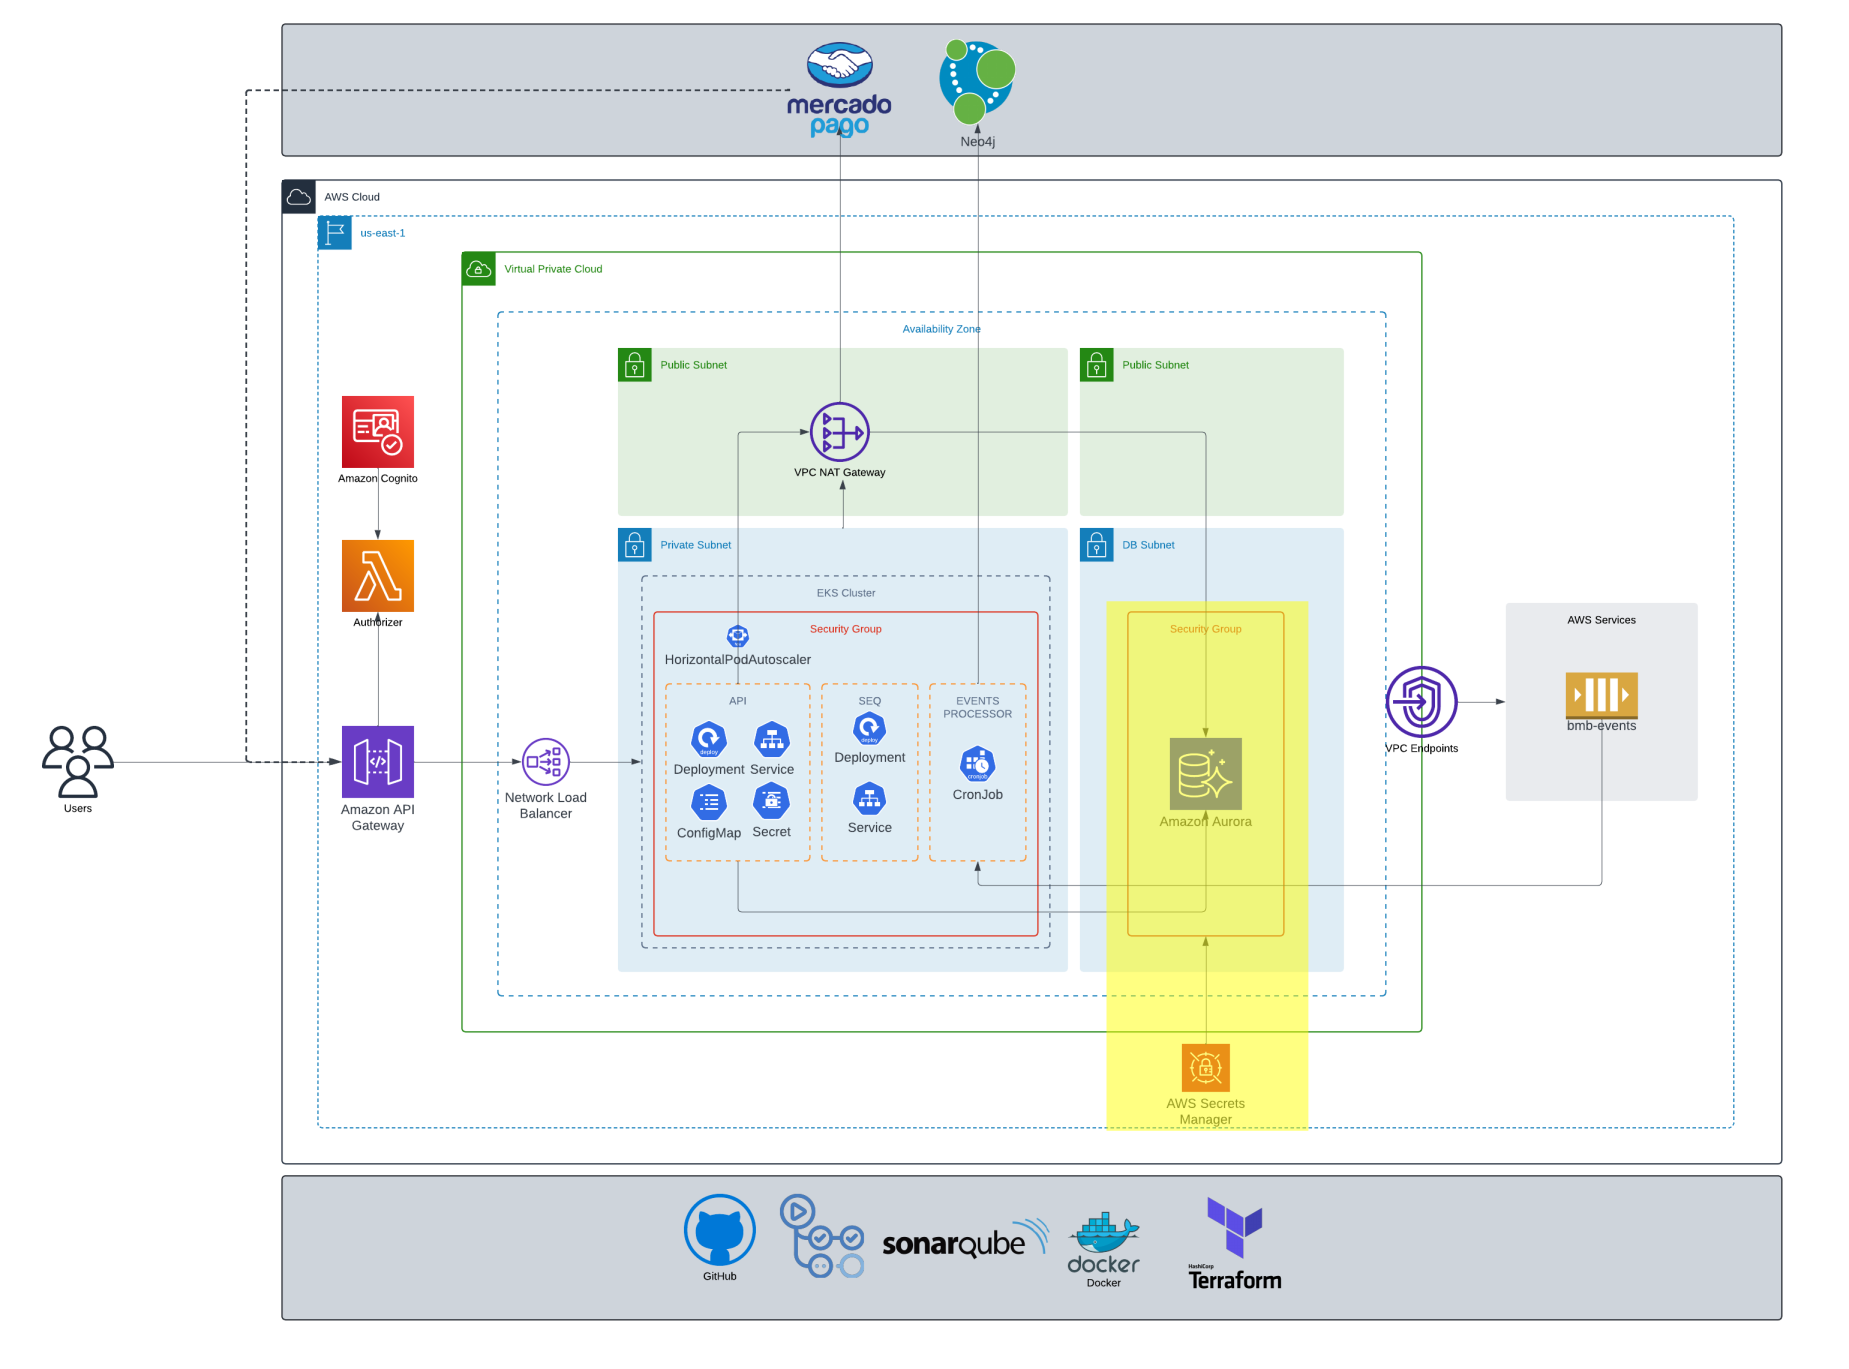 mercado
pago
Neo4j
AWS Cloud
us-east-1
Virtual Private Cloud
Availability Zone
Public Subnet
Public Subnet
VPC NAT Gateway
Amazon Cognito
Private Subnet
DB Subnet
EKS Cluster
Security Group
Security Group
HorizontalPodAutoscaler
Authorizer
AWS Services
API
SEQ
EVENTS
PROCESSOR
deploy
Deployment
Service
deploy
Deployment
cronjob
CronJob
bmb-events
VPC Endpoints
Users
Amazon API
Gateway
Network Load
Balancer
ConfigMap
Secret
Service
Amazon Aurora
AWS Secrets
Manager
GitHub
sonarqube
docker
Docker
HashiCorp
Terraform